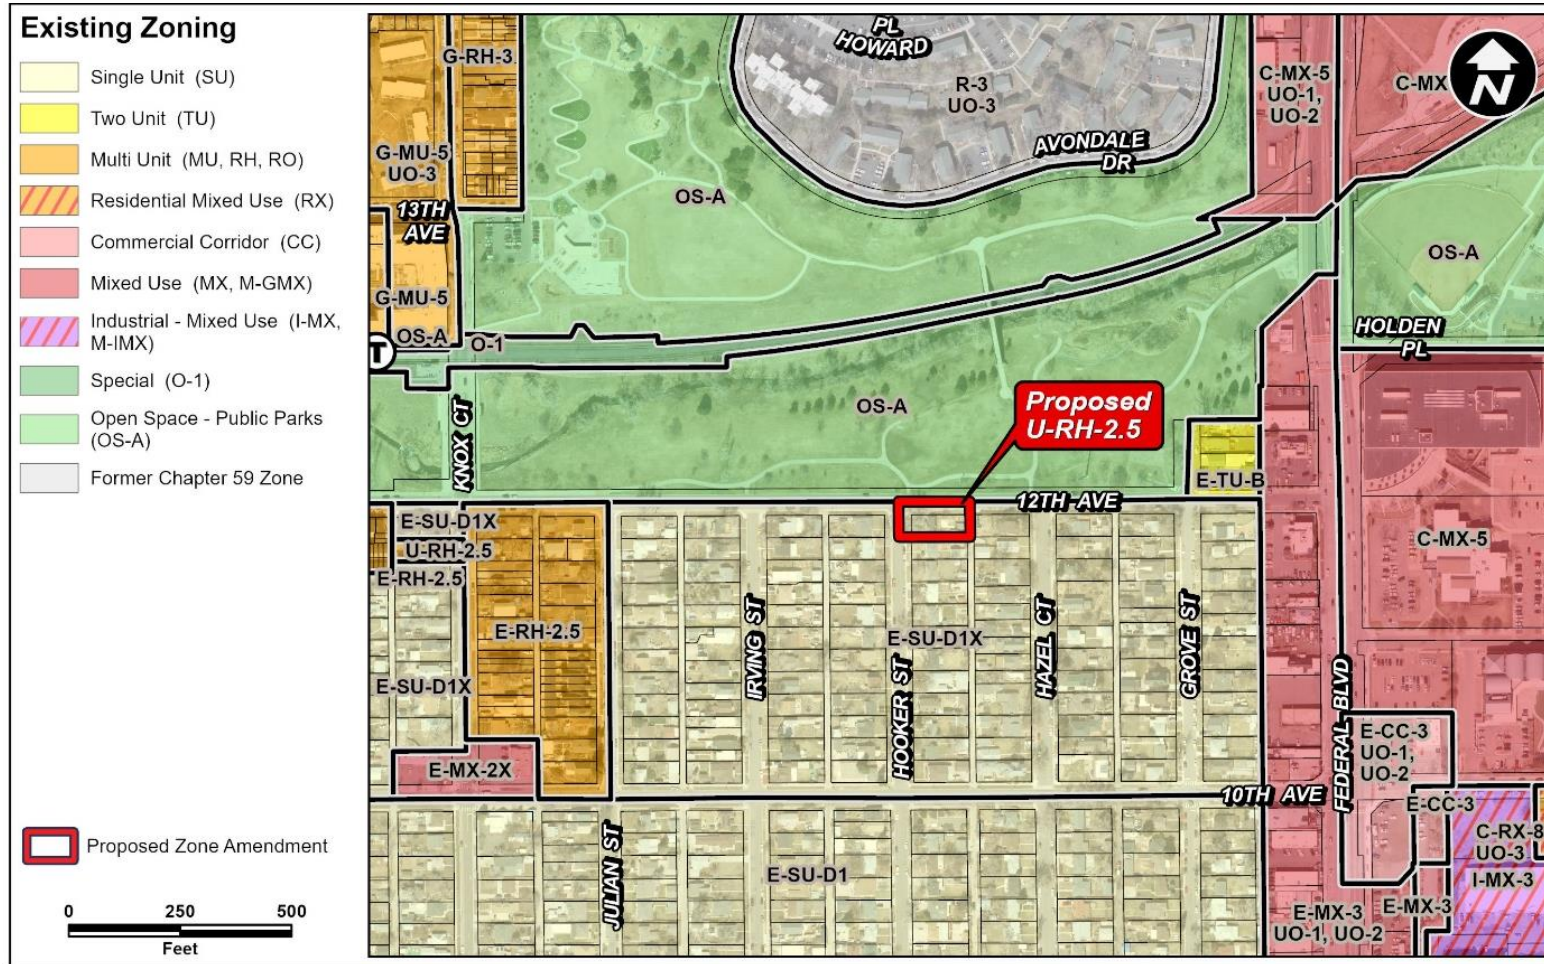 Existing Zoning
Single Unit (SU)
Two Unit (TU)
Multi Unit (MU, RH, RO)
Residential Mixed Use (RX)
Commercial Corridor (CC)
Mixed Use (MX, M-GMX)
Industrial - Mixed Use (I-MX,
M-IMX)
Special (O-1)
Open Space - Public Parks
(OS-A)
Former Chapter 59 Zone
Proposed Zone Amendment
0 250 500
Feet
PL
HOWARD
G-RH-3
R-3
UO-3
C-MX-5
UO-1,
UO-2
C-MX
N
AVONDALE
DR
G-MU-5
UO-3
OS-A
13TH
AVE
OS-A
G-MU-5
OS-A
O-1
T
HOLDEN
PL
KNOX CT
OS-A
Proposed
U-RH-2.5
E-TU-B
12TH AVE
E-SU-D1X
U-RH-2.5
E-RH-2.5
C-MX-5
E-RH-2.5
IRVING ST
E-SU-D1X
HOOKER ST
HAZEL CT
GROVE ST
E-SU-D1X
FEDERAL BLVD
E-CC-3
UO-1,
UO-2
E-MX-2X
10TH AVE
E-CC-3
C-RX-8
UO-3
JULIAN ST
E-SU-D1
I-MX-3
E-MX-3
UO-1, UO-2
E-MX-3